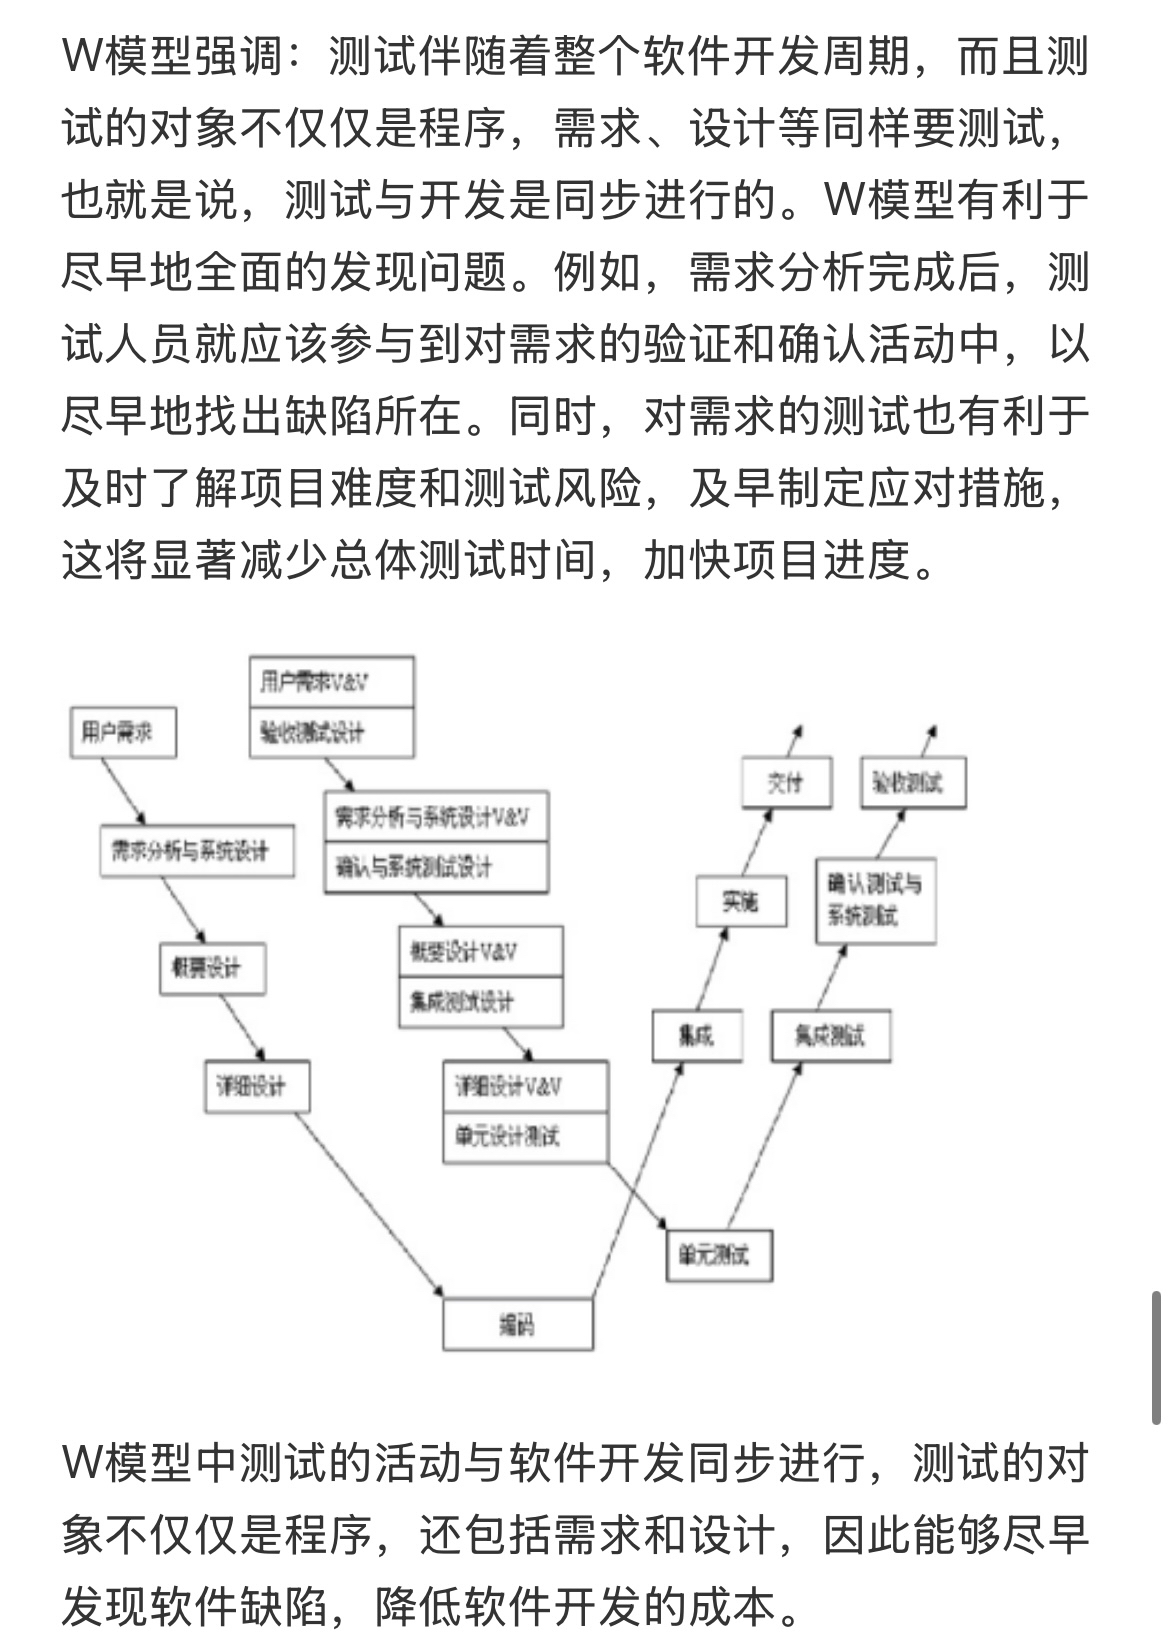 W模型强调：测试伴随着整个软件开发周期，而且测
试的对象不仅仅是程序，需求、设计等同样要测试，
也就是说，测试与开发是同步进行的。W模型有利于
尽早地全面的发现问题。例如，需求分析完成后，测
试人员就应该参与到对需求的验证和确认活动中，以
尽早地找出缺陷所在。同时，对需求的测试也有利于
及时了解项目难度和测试风险，及早制定应对措施，
这将显著减少总体测试时间，加快项目进度。
用户需求V&V
验收测试设计
用户需求
需求分析与系统设计V&V
确认与系统测试设计
需求分析与系统设计
概要设计V&V
集成测试设计
概要设计
详细设计V&V
单元设计测试
详细设计
编码
交付
验收测试
实施
确认测试与
系统测试
集成
集成测试
单元测试
W模型中测试的活动与软件开发同步进行，测试的对
象不仅仅是程序，还包括需求和设计，因此能够尽早
发现软件缺陷，降低软件开发的成本。